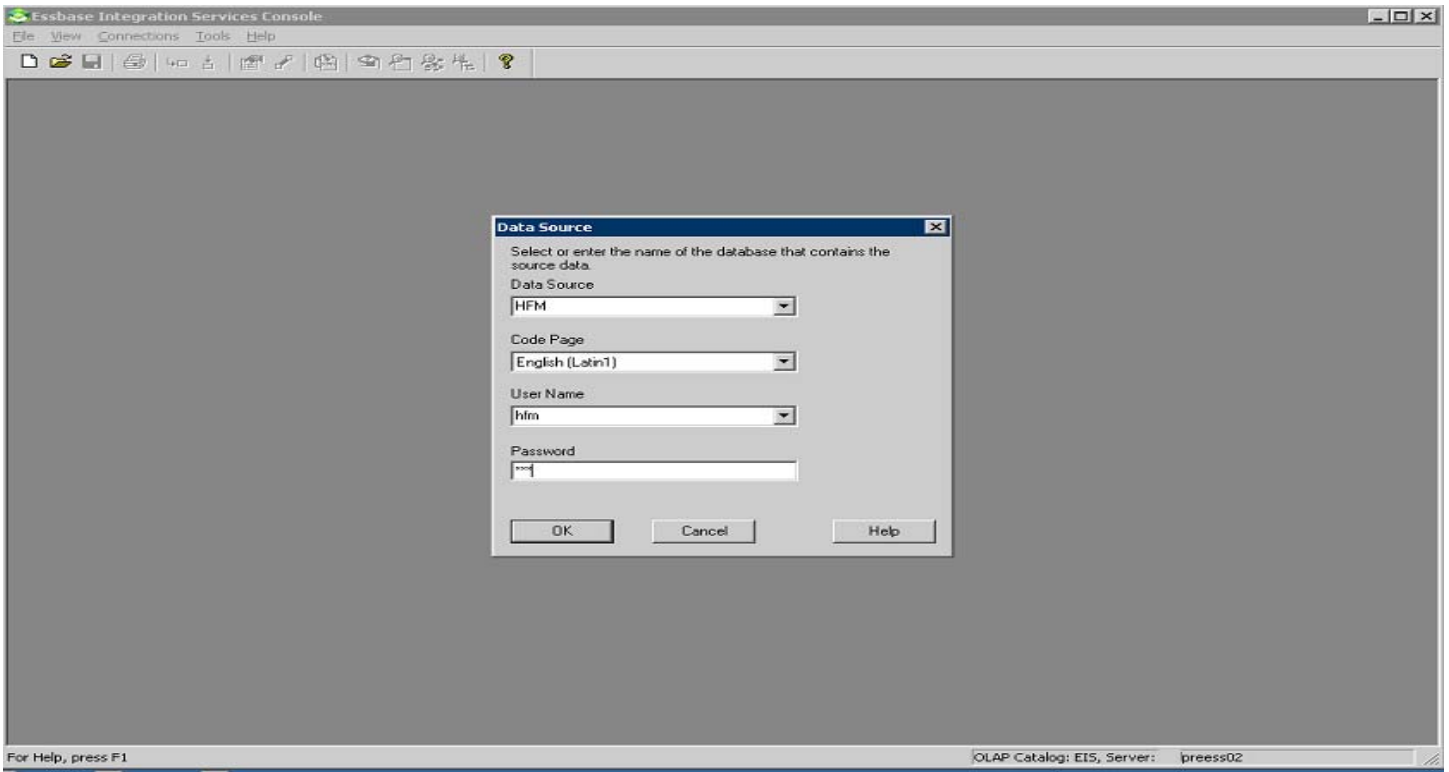 Essbase Integration Services Console
File View Connections Tools Help
Data Source
Select or enter the name of the database that contains the
source data.
Data Source
HFM
Code Page
English (Latin1)
User Name
hfm
Password
****
OK Cancel Help
For Help, press F1
OLAP Catalog: EIS, Server: preess02